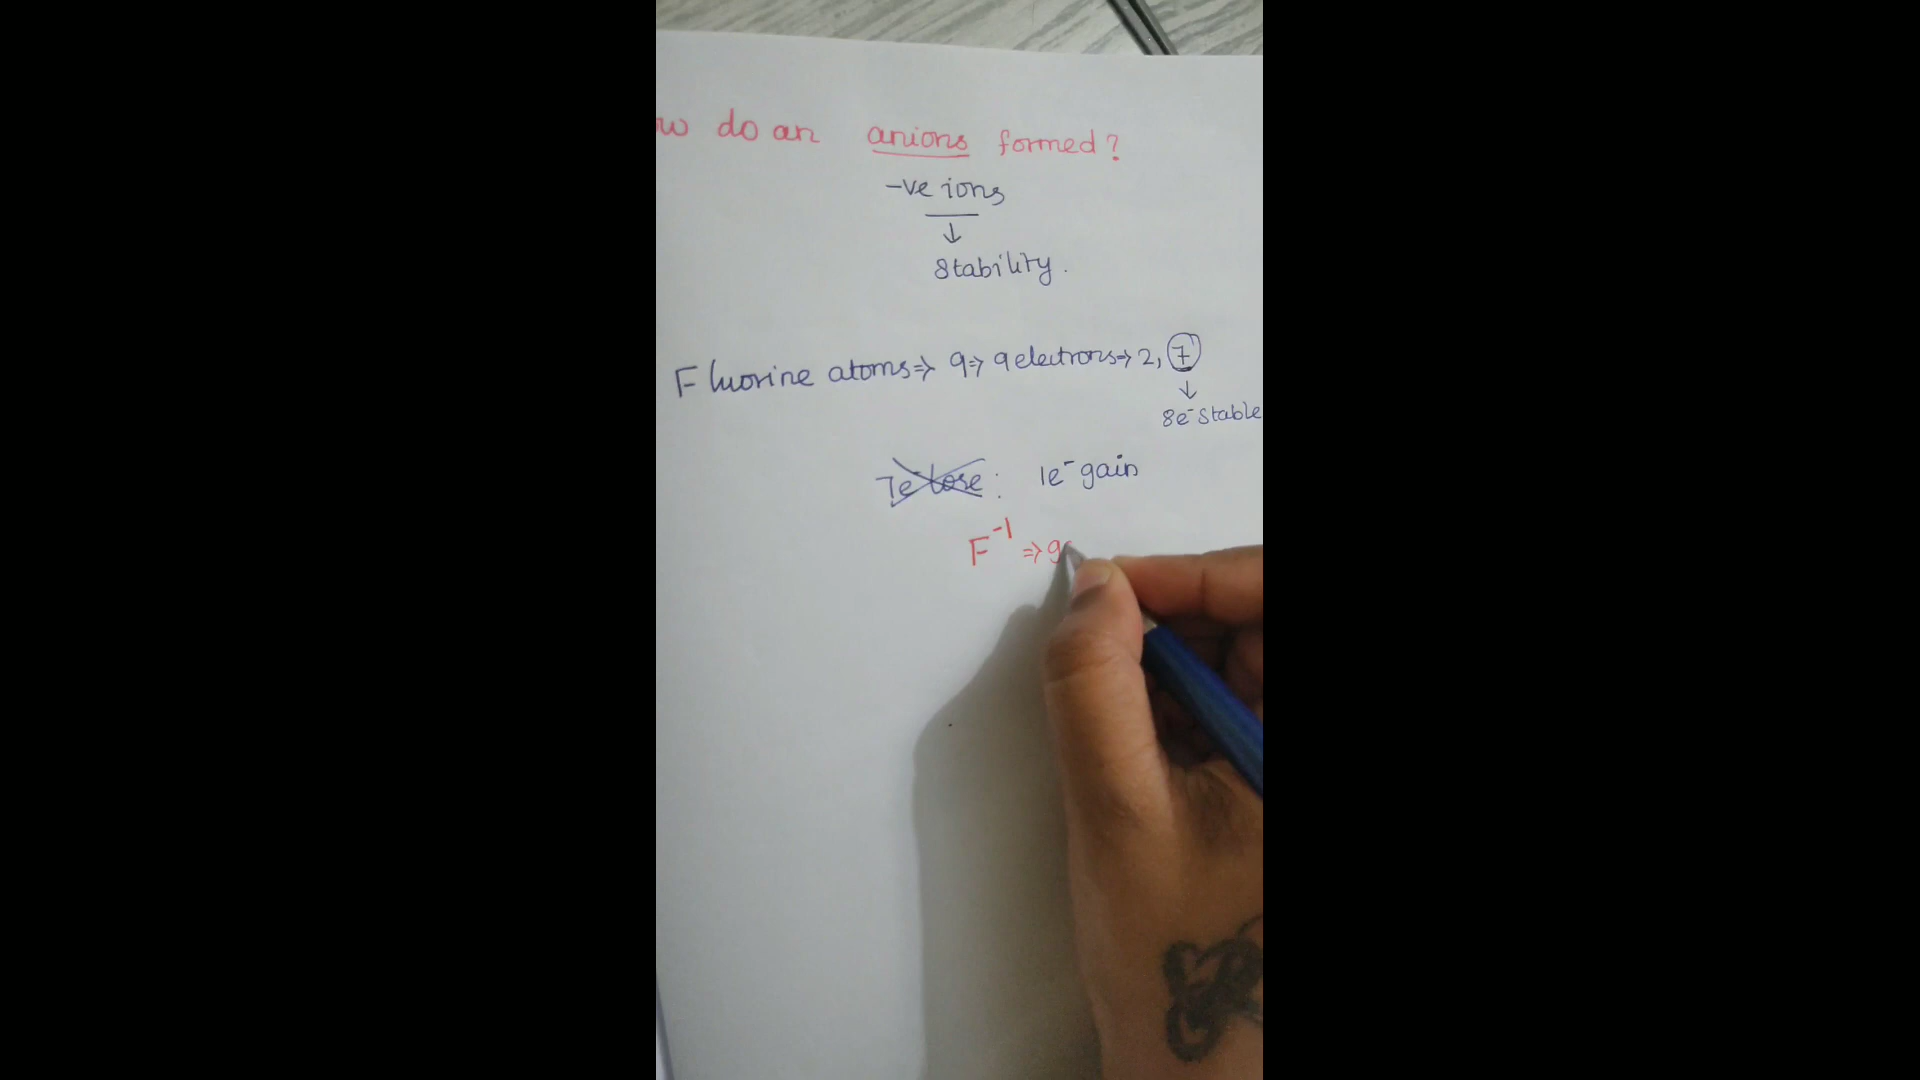 w do an anions formed?
-ve ions
↓
Stability.
Fluorine atoms => 9 => 9 electrons => 2, 7
↓
8e⁻ stable
7e⁻ lose : 1e⁻ gain
F⁻¹ => 9